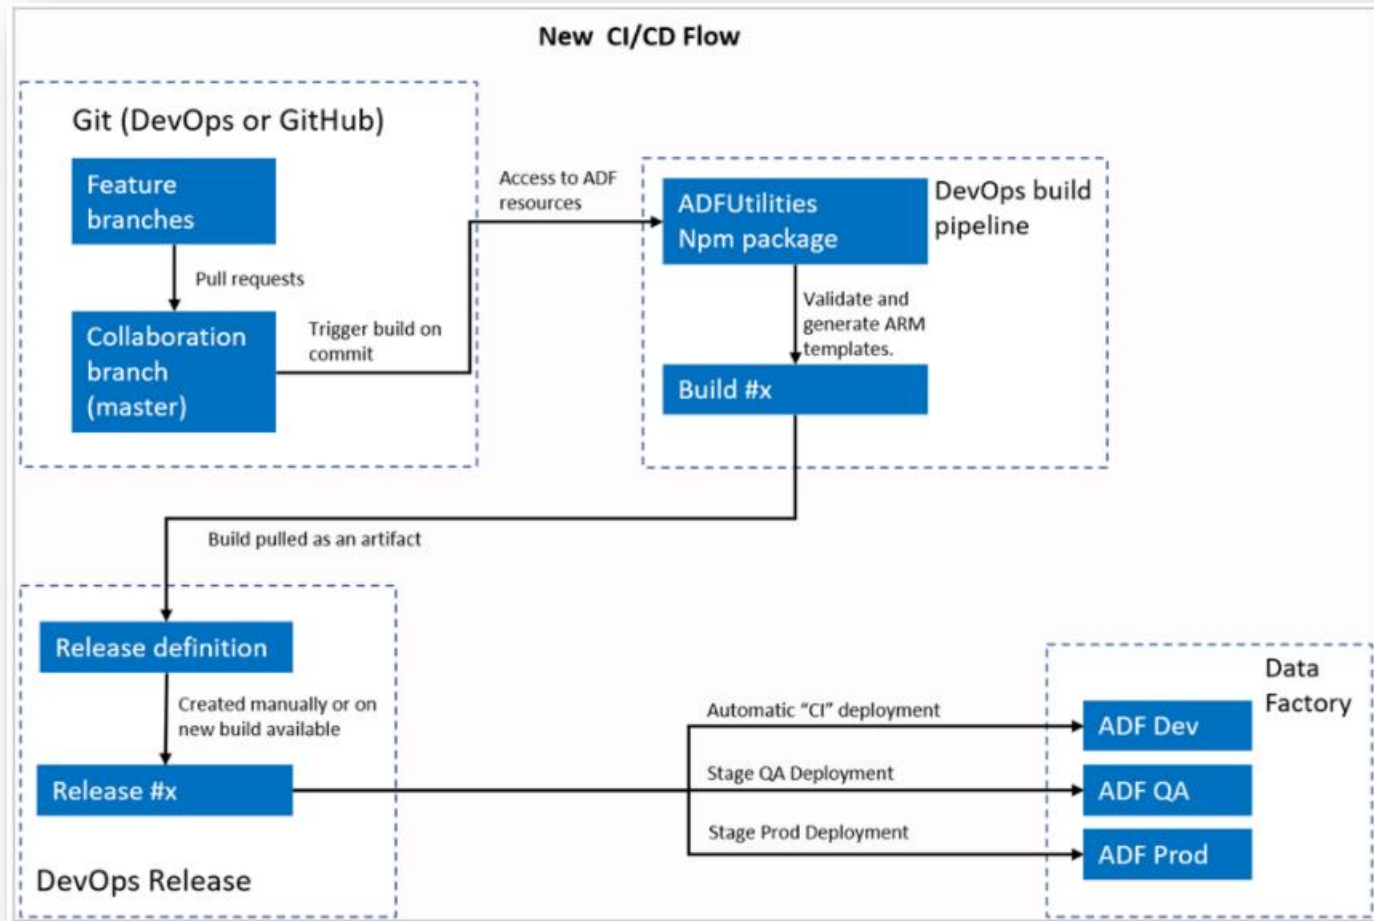 New CI/CD Flow
Git (DevOps or GitHub)
Feature
branches
Pull requests
Collaboration
branch
(master)
Trigger build on
commit
Access to ADF
resources
ADFUtilities
Npm package
DevOps build
pipeline
Validate and
generate ARM
templates.
Build #x
Build pulled as an artifact
Release definition
Created manually or on
new build available
Release #x
DevOps Release
Automatic “CI” deployment
Stage QA Deployment
Stage Prod Deployment
Data
Factory
ADF Dev
ADF QA
ADF Prod